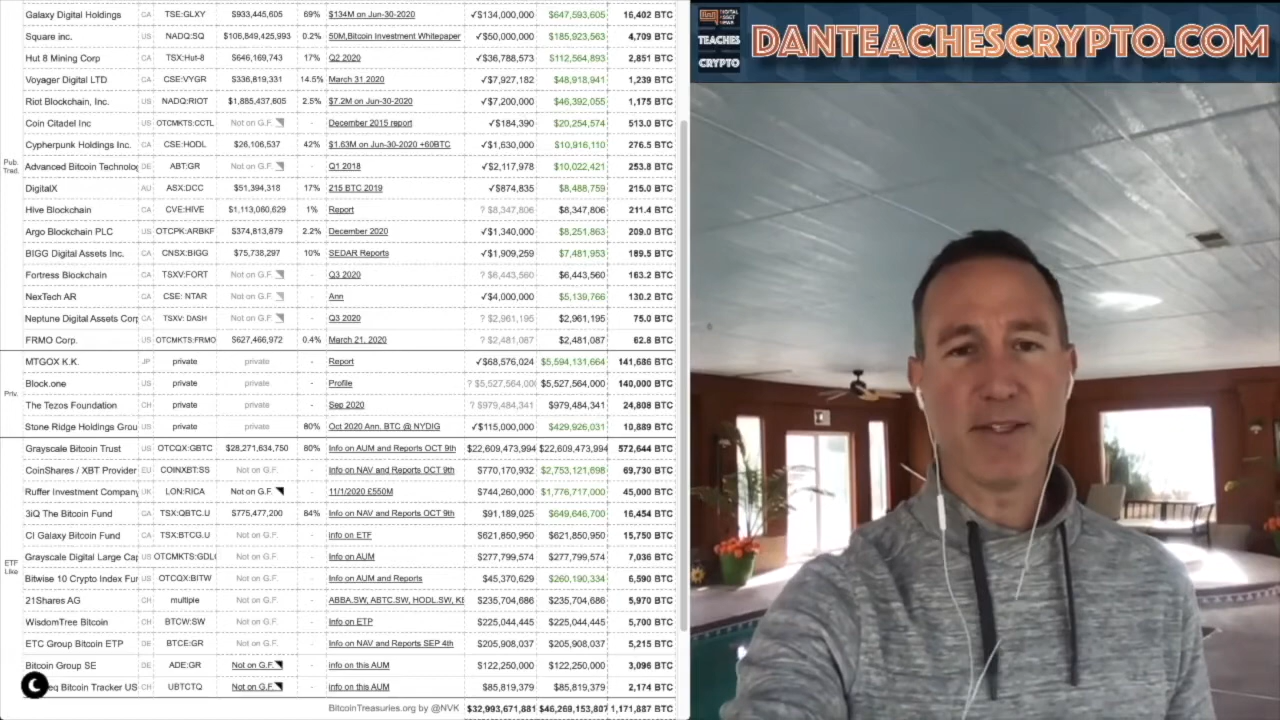 Galaxy Digital Holdings CA TSE:GLXY $933,445,605 69% $134M on Jun-30-2020 ✓$134,000,000 $647,593,605 16,402 BTC
Square inc. US NADQ:SQ $106,849,425,993 0.2% 50M,Bitcoin Investment Whitepaper ✓$50,000,000 $185,923,563 4,709 BTC
Hut 8 Mining Corp CA TSX:Hut-8 $646,169,743 17% Q2 2020 ✓$36,788,573 $112,564,893 2,851 BTC
Voyager Digital LTD CA CSE:VYGR $336,819,331 14.5% March 31 2020 ✓$7,927,182 $48,918,941 1,239 BTC
Riot Blockchain, Inc. US NADQ:RIOT $1,885,437,605 2.5% $7.2M on Jun-30-2020 ✓$7,200,000 $46,392,055 1,175 BTC
Coin Citadel Inc US OTCMKTS:CCTL Not on G.F. - December 2015 report ✓$184,390 $20,254,574 513.0 BTC
Cypherpunk Holdings Inc. CA CSE:HODL $26,106,537 42% $1.63M on Jun-30-2020 +60BTC ✓$1,630,000 $10,916,110 276.5 BTC
Pub. Trad.
Advanced Bitcoin Technolog DE ABT:GR Not on G.F. - Q1 2018 ✓$2,117,978 $10,022,421 253.8 BTC
DigitalX AU ASX:DCC $51,394,318 17% 215 BTC 2019 ✓$874,835 $8,488,759 215.0 BTC
Hive Blockchain CA CVE:HIVE $1,113,080,629 1% Report ? $8,347,806 $8,347,806 211.4 BTC
Argo Blockchain PLC US OTCPK:ARBKF $374,813,879 2.2% December 2020 ✓$1,340,000 $8,251,863 209.0 BTC
BIGG Digital Assets Inc. CA CNSX:BIGG $75,738,297 10% SEDAR Reports ✓$1,909,259 $7,481,953 189.5 BTC
Fortress Blockchain CA TSXV:FORT Not on G.F. - Q3 2020 ? $6,443,560 $6,443,560 163.2 BTC
NexTech AR CA CSE: NTAR Not on G.F. - Ann ✓$4,000,000 $5,139,766 130.2 BTC
Neptune Digital Assets Corp CA TSXV: DASH Not on G.F. - Q3 2020 ? $2,961,195 $2,961,195 75.0 BTC
FRMO Corp. US OTCMKTS:FRMO $627,466,972 0.4% March 21, 2020 ? $2,481,087 $2,481,087 62.8 BTC
MTGOX K.K. JP private private - Report ✓$68,576,024 $5,594,131,664 141,686 BTC
Block.one US private private - Profile ? $5,527,564,00 $5,527,564,000 140,000 BTC
Priv.
The Tezos Foundation CH private private - Sep 2020 ? $979,484,341 $979,484,341 24,808 BTC
Stone Ridge Holdings Grou US private private 80% Oct 2020 Ann. BTC @ NYDIG ✓$115,000,000 $429,926,031 10,889 BTC
Grayscale Bitcoin Trust US OTCQX:GBTC $28,271,634,750 80% Info on AUM and Reports OCT 9th $22,609,473,994 $22,609,473,994 572,644 BTC
CoinShares / XBT Provider EU COINXBT:SS Not on G.F. - Info on NAV and Reports OCT 9th $770,170,932 $2,753,121,698 69,730 BTC
Ruffer Investment Company UK LON:RICA Not on G.F. - 11/1/2020 £550M $744,260,000 $1,776,717,000 45,000 BTC
3iQ The Bitcoin Fund CA TSX:QBTC.U $775,477,200 84% Info on NAV and Reports OCT 9th $91,189,025 $649,646,700 16,454 BTC
CI Galaxy Bitcoin Fund CA TSX:BTCG.U Not on G.F. - info on ETF $621,850,950 $621,850,950 15,750 BTC
Grayscale Digital Large Cap US OTCMKTS:GDL Not on G.F. - Info on AUM $277,799,574 $277,799,574 7,036 BTC
ETF Like
Bitwise 10 Crypto Index Fun US OTCQX:BITW Not on G.F. - Info on AUM and Reports $45,370,629 $260,190,334 6,590 BTC
21Shares AG CH multiple Not on G.F. - ABBA.SW, ABTC.SW, HODL.SW, KE $235,704,686 $235,704,686 5,970 BTC
WisdomTree Bitcoin CH BTCW:SW Not on G.F. - Info on ETP $225,044,445 $225,044,445 5,700 BTC
ETC Group Bitcoin ETP DE BTCE:GR Not on G.F. - Info on NAV and Reports SEP 4th $205,908,037 $205,908,037 5,215 BTC
Bitcoin Group SE DE ADE:GR Not on G.F. - info on this AUM $122,250,000 $122,250,000 3,096 BTC
eq Bitcoin Tracker US CH UBTCTQ Not on G.F. - info on this AUM $85,819,379 $85,819,379 2,174 BTC
BitcoinTreasuries.org by @NVK $32,993,671,881 $46,269,153,807 1,171,887 BTC
DIGITAL ASSET NEWS
TEACHES
CRYPTO
DANTEACHESCRYPTO.COM